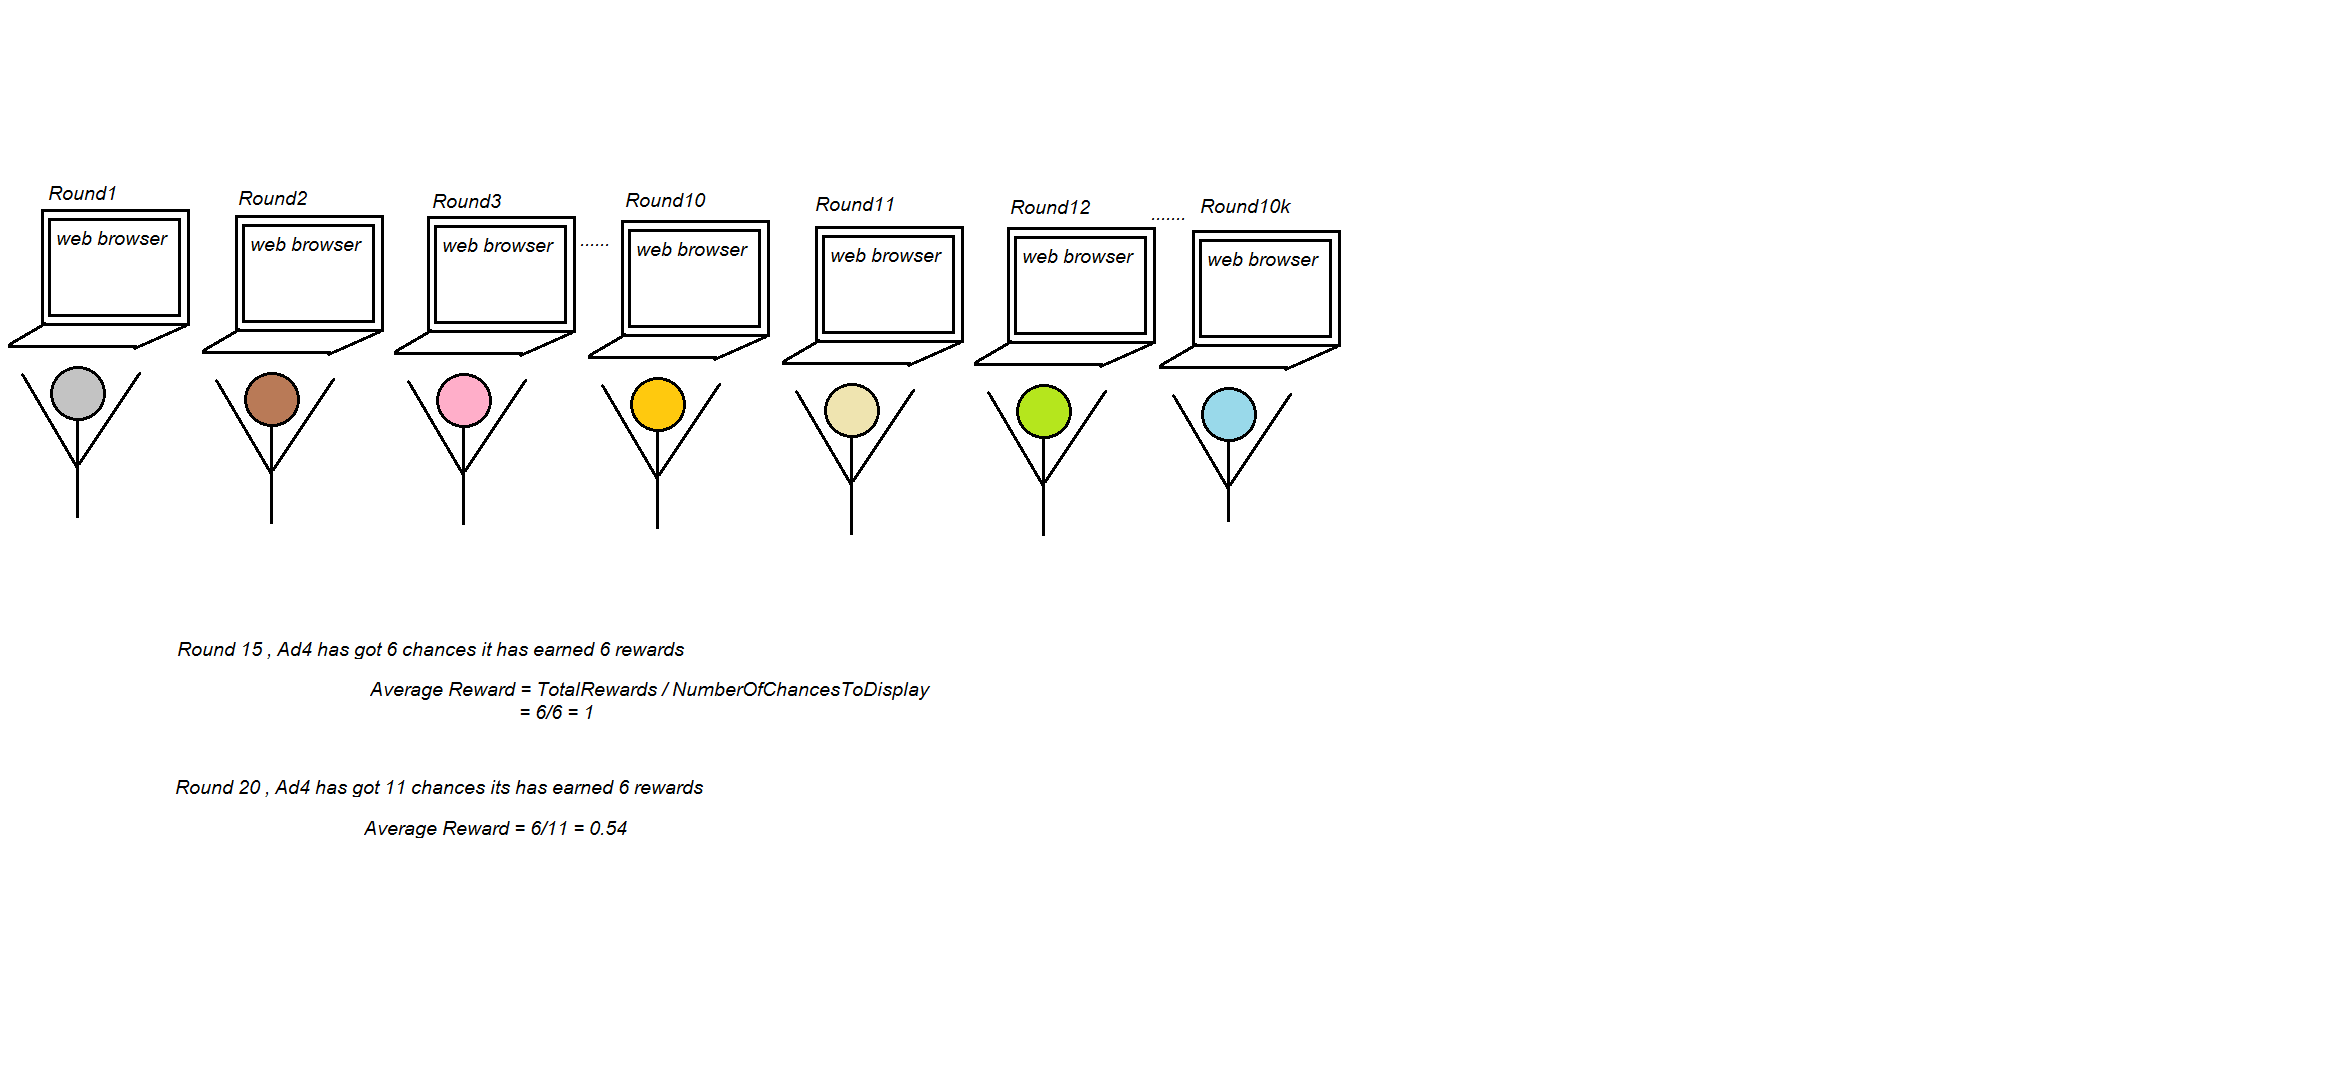 Round1
Round2
Round3
Round10
Round11
Round12
.......
Round10k
web browser
web browser
web browser
......
web browser
web browser
web browser
web browser
Round 15 , Ad4 has got 6 chances it has earned 6 rewards
Average Reward = TotalRewards / NumberOfChancesToDisplay
= 6/6 = 1
Round 20 , Ad4 has got 11 chances its has earned 6 rewards
Average Reward = 6/11 = 0.54